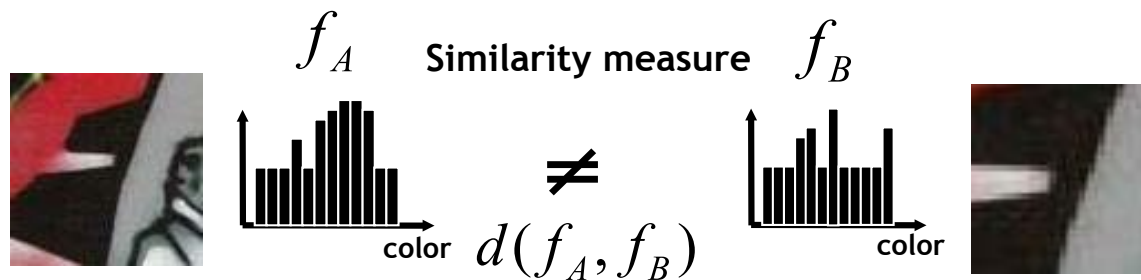 f_A
Similarity measure
f_B
≠
color
d(f_A, f_B)
color